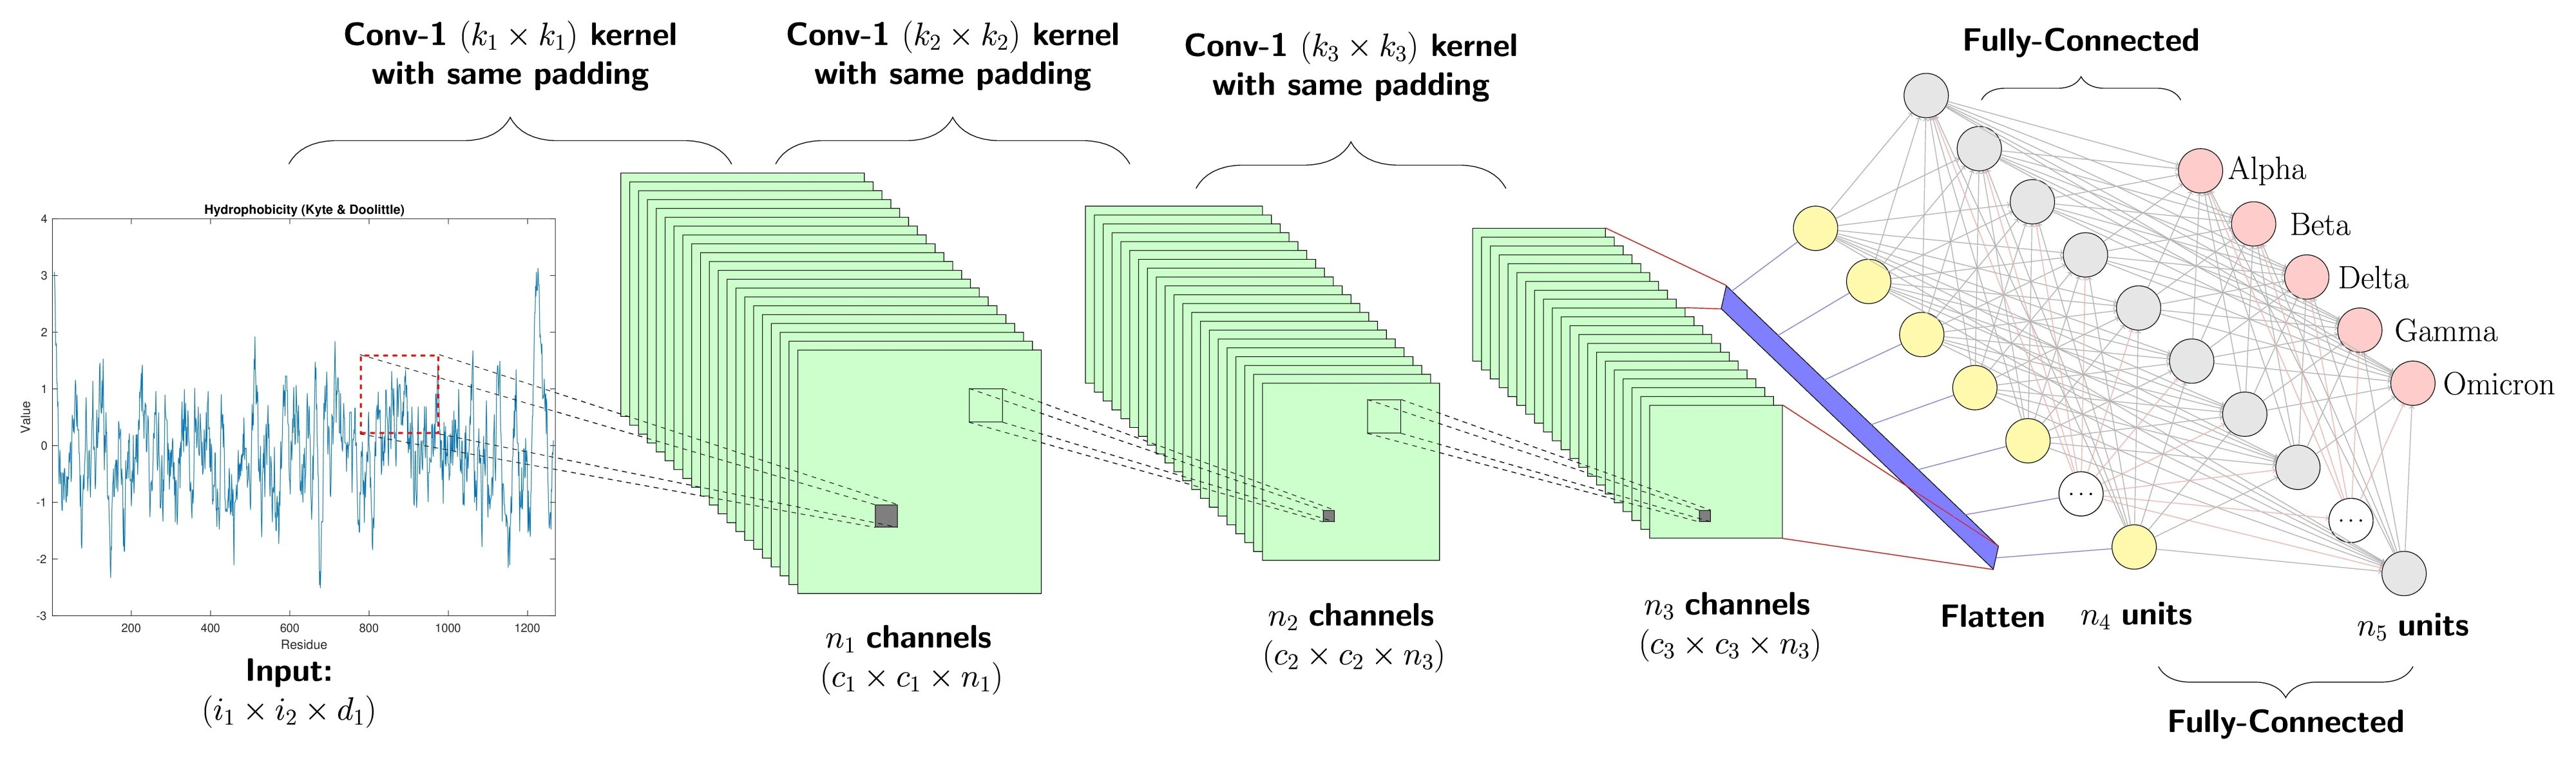 Conv-1 (k₁ × k₁) kernel
with same padding
Conv-1 (k₂ × k₂) kernel
with same padding
Conv-1 (k₃ × k₃) kernel
with same padding
Fully-Connected
Hydrophobicity (Kyte & Doolittle)
4
3
2
1
0
-1
-2
-3
Value
200
400
600
800
1000
1200
Residue
Input:
(i₁ × i₂ × d₁)
n₁ channels
(c₁ × c₁ × n₁)
n₂ channels
(c₂ × c₂ × n₃)
n₃ channels
(c₃ × c₃ × n₃)
Flatten
n₄ units
n₅ units
Fully-Connected
Alpha
Beta
Delta
Gamma
Omicron
...
...